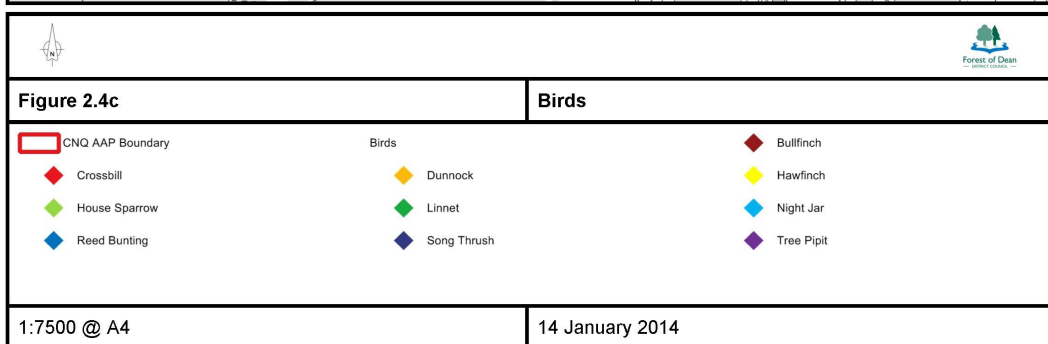 N
Forest of Dean
— DISTRICT COUNCIL —
Figure 2.4c
Birds
CNQ AAP Boundary
Birds
Bullfinch
Crossbill
Dunnock
Hawfinch
House Sparrow
Linnet
Night Jar
Reed Bunting
Song Thrush
Tree Pipit
1:7500 @ A4
14 January 2014